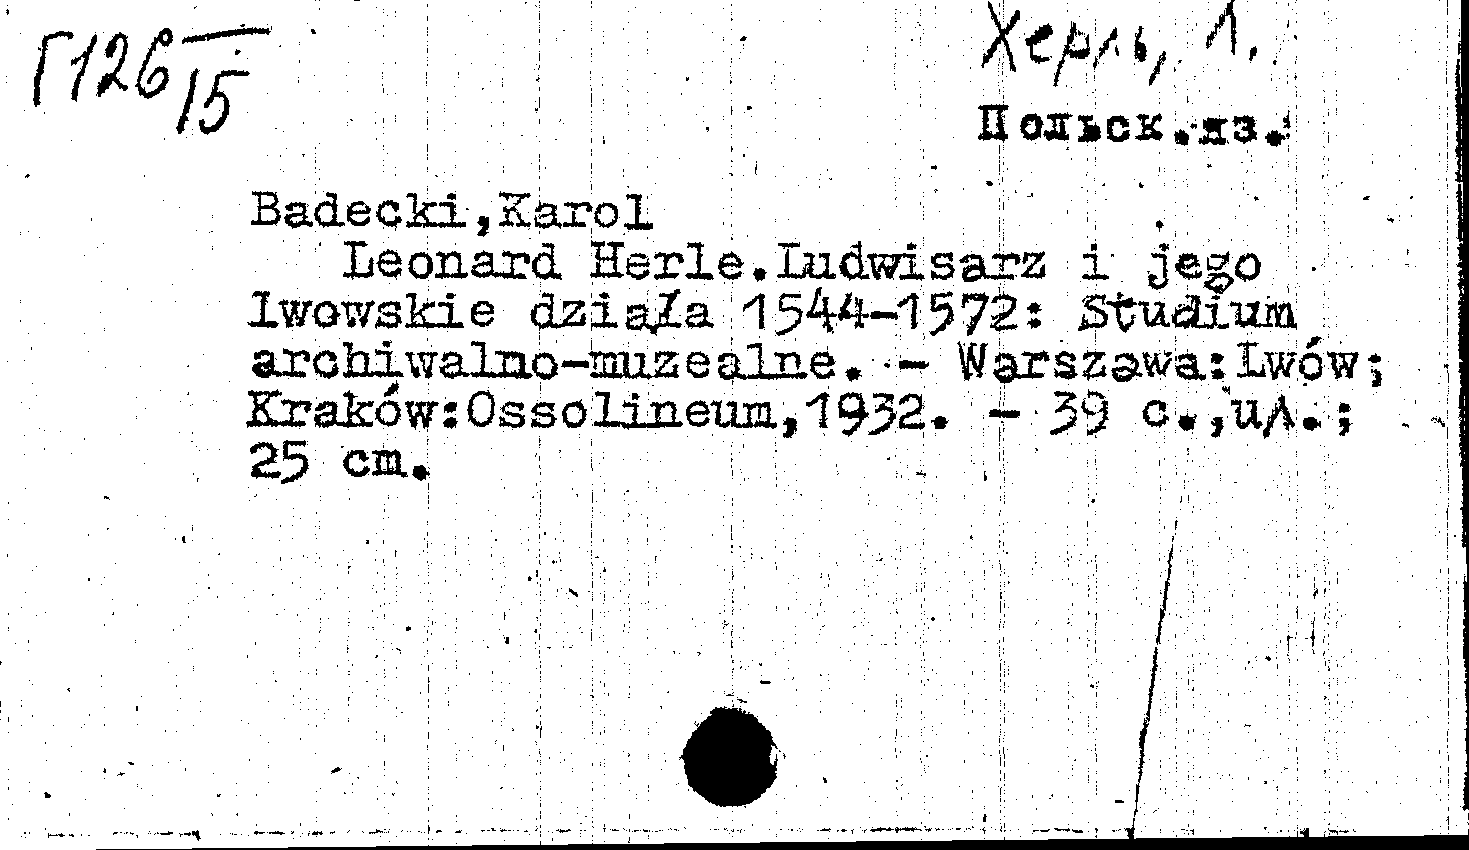 Г126/15
Херль, Л.
Польск.яз.
Badecki,Karol
Leonard Herle.Ludwisarz i jego
lwowskie działa 1544-1572: Studium
archiwalno-muzealne. - Warszawa:Lwów;
Kraków:Ossolineum,1932. - 39 c.,ил.;
25 cm.